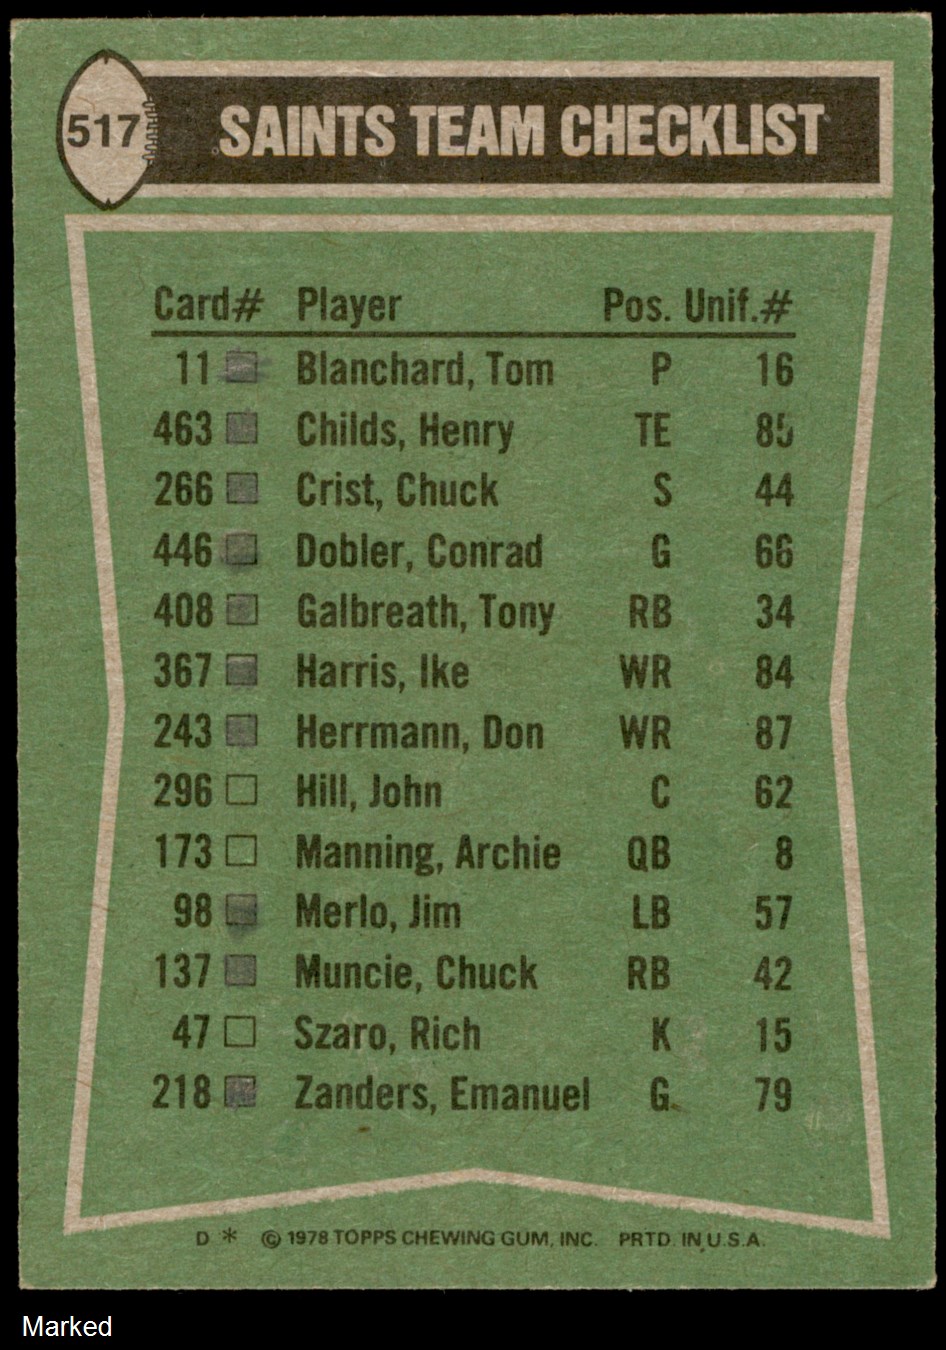 517 SAINTS TEAM CHECKLIST
Card# Player Pos. Unif.#
11 Blanchard, Tom P 16
463 Childs, Henry TE 85
266 Crist, Chuck S 44
446 Dobler, Conrad G 66
408 Galbreath, Tony RB 34
367 Harris, Ike WR 84
243 Herrmann, Don WR 87
296 Hill, John C 62
173 Manning, Archie QB 8
98 Merlo, Jim LB 57
137 Muncie, Chuck RB 42
47 Szaro, Rich K 15
218 Zanders, Emanuel G 79
D * © 1978 TOPPS CHEWING GUM, INC. PRTD. IN U.S.A.
Marked